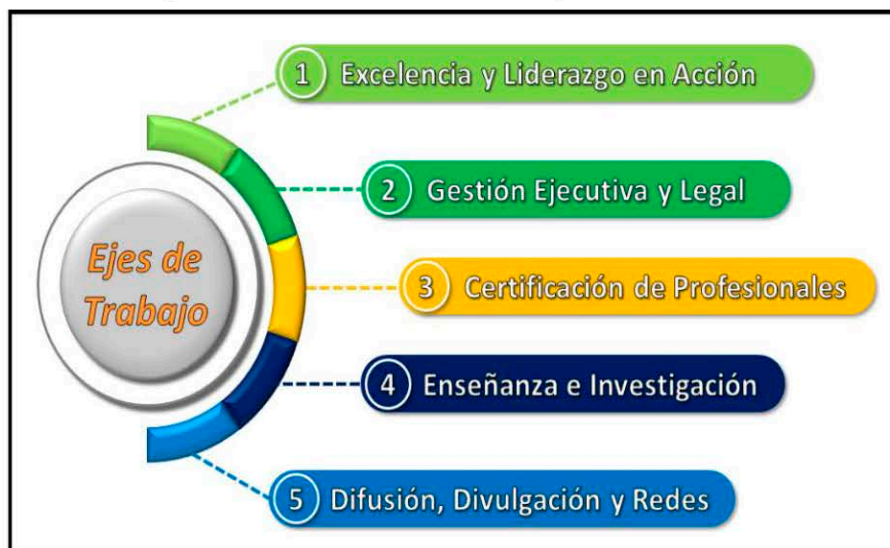 1 Excelencia y Liderazgo en Acción
2 Gestión Ejecutiva y Legal
Ejes de
Trabajo
3 Certificación de Profesionales
4 Enseñanza e Investigación
5 Difusión, Divulgación y Redes